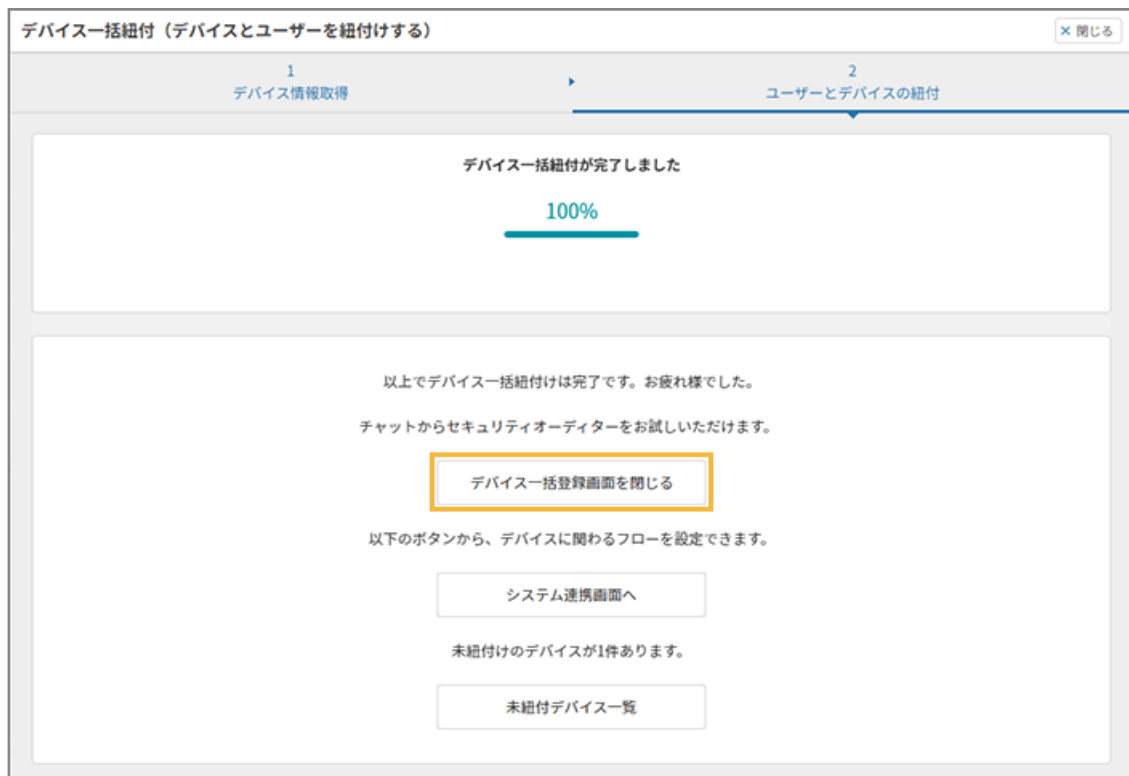 デバイス一括紐付（デバイスとユーザーを紐付けする）
× 閉じる
1
デバイス情報取得
2
ユーザーとデバイスの紐付
デバイス一括紐付が完了しました
100%
以上でデバイス一括紐付けは完了です。お疲れ様でした。
チャットからセキュリティオーディターをお試しいただけます。
デバイス一括登録画面を閉じる
以下のボタンから、デバイスに関わるフローを設定できます。
システム連携画面へ
未紐付けのデバイスが1件あります。
未紐付デバイス一覧